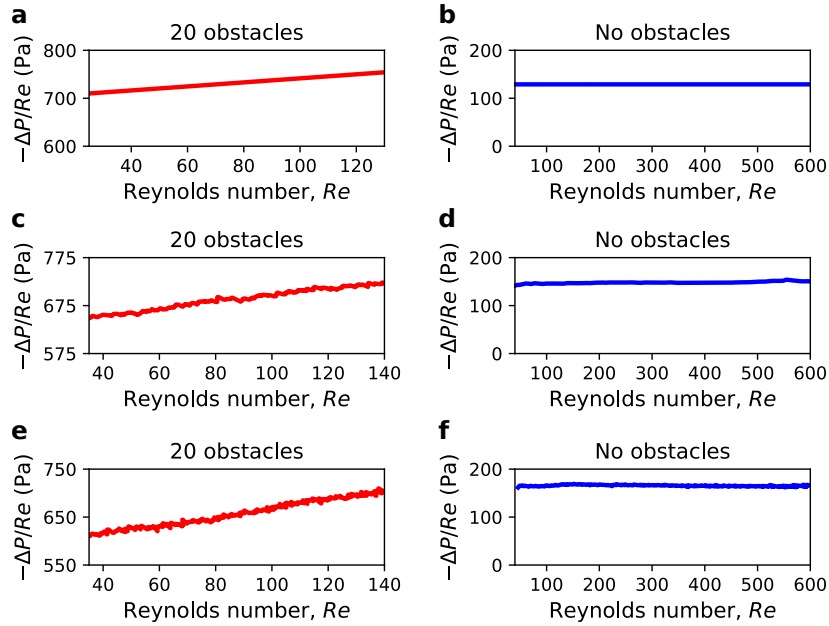 a
20 obstacles
−ΔP/Re (Pa)
800
700
600
40 60 80 100 120
Reynolds number, Re
b
No obstacles
−ΔP/Re (Pa)
200
100
0
100 200 300 400 500 600
Reynolds number, Re
c
20 obstacles
−ΔP/Re (Pa)
775
675
575
40 60 80 100 120 140
Reynolds number, Re
d
No obstacles
−ΔP/Re (Pa)
200
100
0
100 200 300 400 500 600
Reynolds number, Re
e
20 obstacles
−ΔP/Re (Pa)
750
650
550
40 60 80 100 120 140
Reynolds number, Re
f
No obstacles
−ΔP/Re (Pa)
200
100
0
100 200 300 400 500 600
Reynolds number, Re